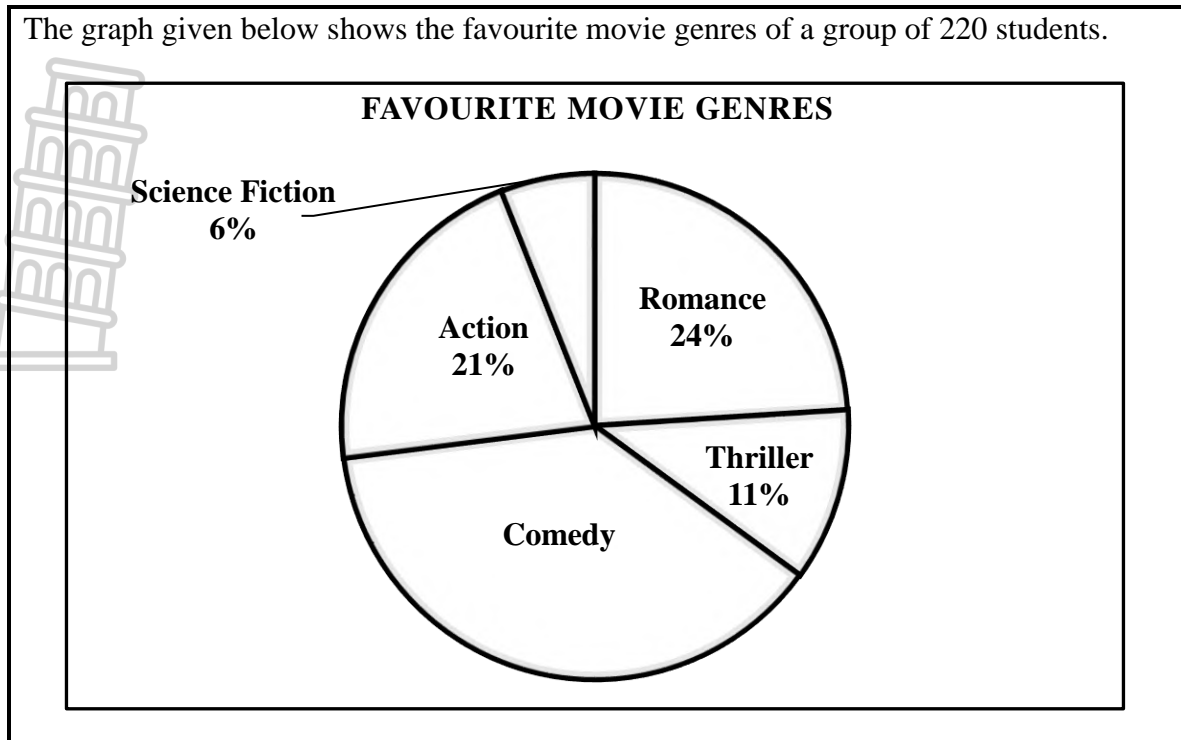 The graph given below shows the favourite movie genres of a group of 220 students.
FAVOURITE MOVIE GENRES
Science Fiction
6%
Romance
24%
Action
21%
Thriller
11%
Comedy